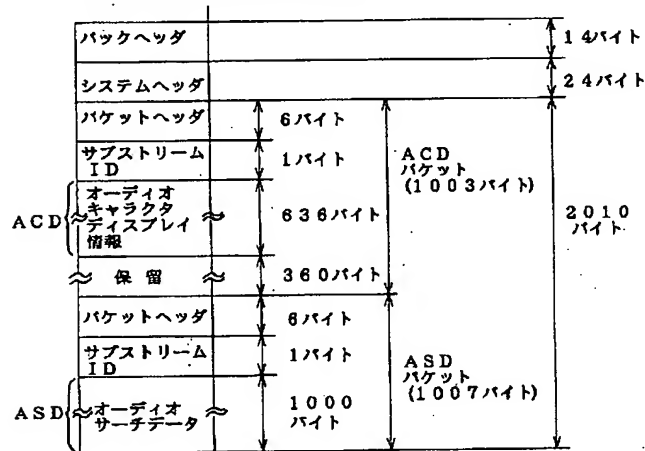 パックヘッダ
14バイト
システムヘッダ
24バイト
パケットヘッダ
6バイト
サブストリーム
ID
1バイト
ACD
パケット
(1003バイト)
ACD
オーディオ
キャラクタ
ディスプレイ
情報
636バイト
2010
バイト
保留
360バイト
パケットヘッダ
6バイト
サブストリーム
ID
1バイト
ASD
パケット
(1007バイト)
ASD
オーディオ
サーチデータ
1000
バイト